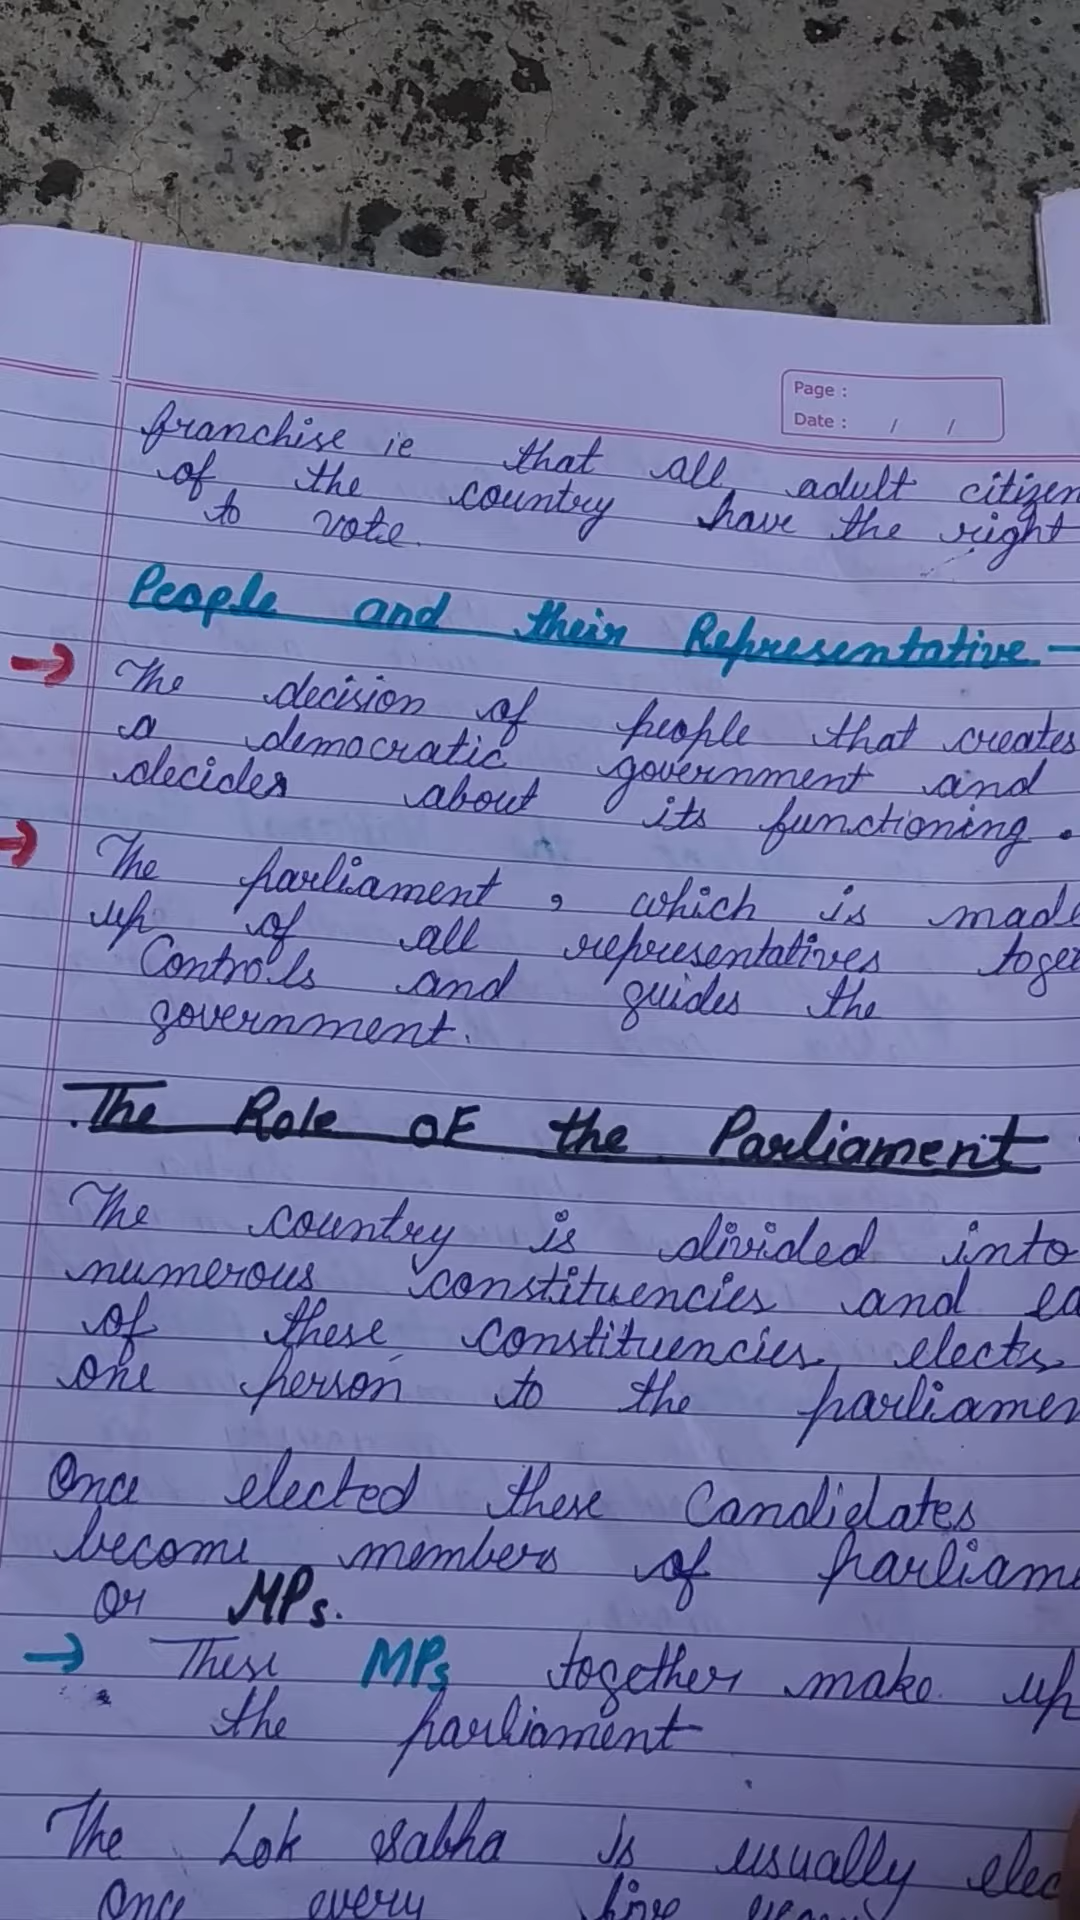 Page :
Date : / /
franchise ie that all adult citizen
of the country have the right
to vote.
People and their Representative -
→ The decision of people that creates
a democratic government and
decides about its functioning .
→ The parliament , which is made
up of all representatives toge
Controls and guides the
government.
The Role oF the Parliament
The country is divided into
numerous constituencies and ea
of these constituencies elects
one person to the parliamen
Once elected these Candidates
become members of parliam
or MPs.
→ These MPs together make up
the parliament
The Lok Sabha is usually elec
Once every five years